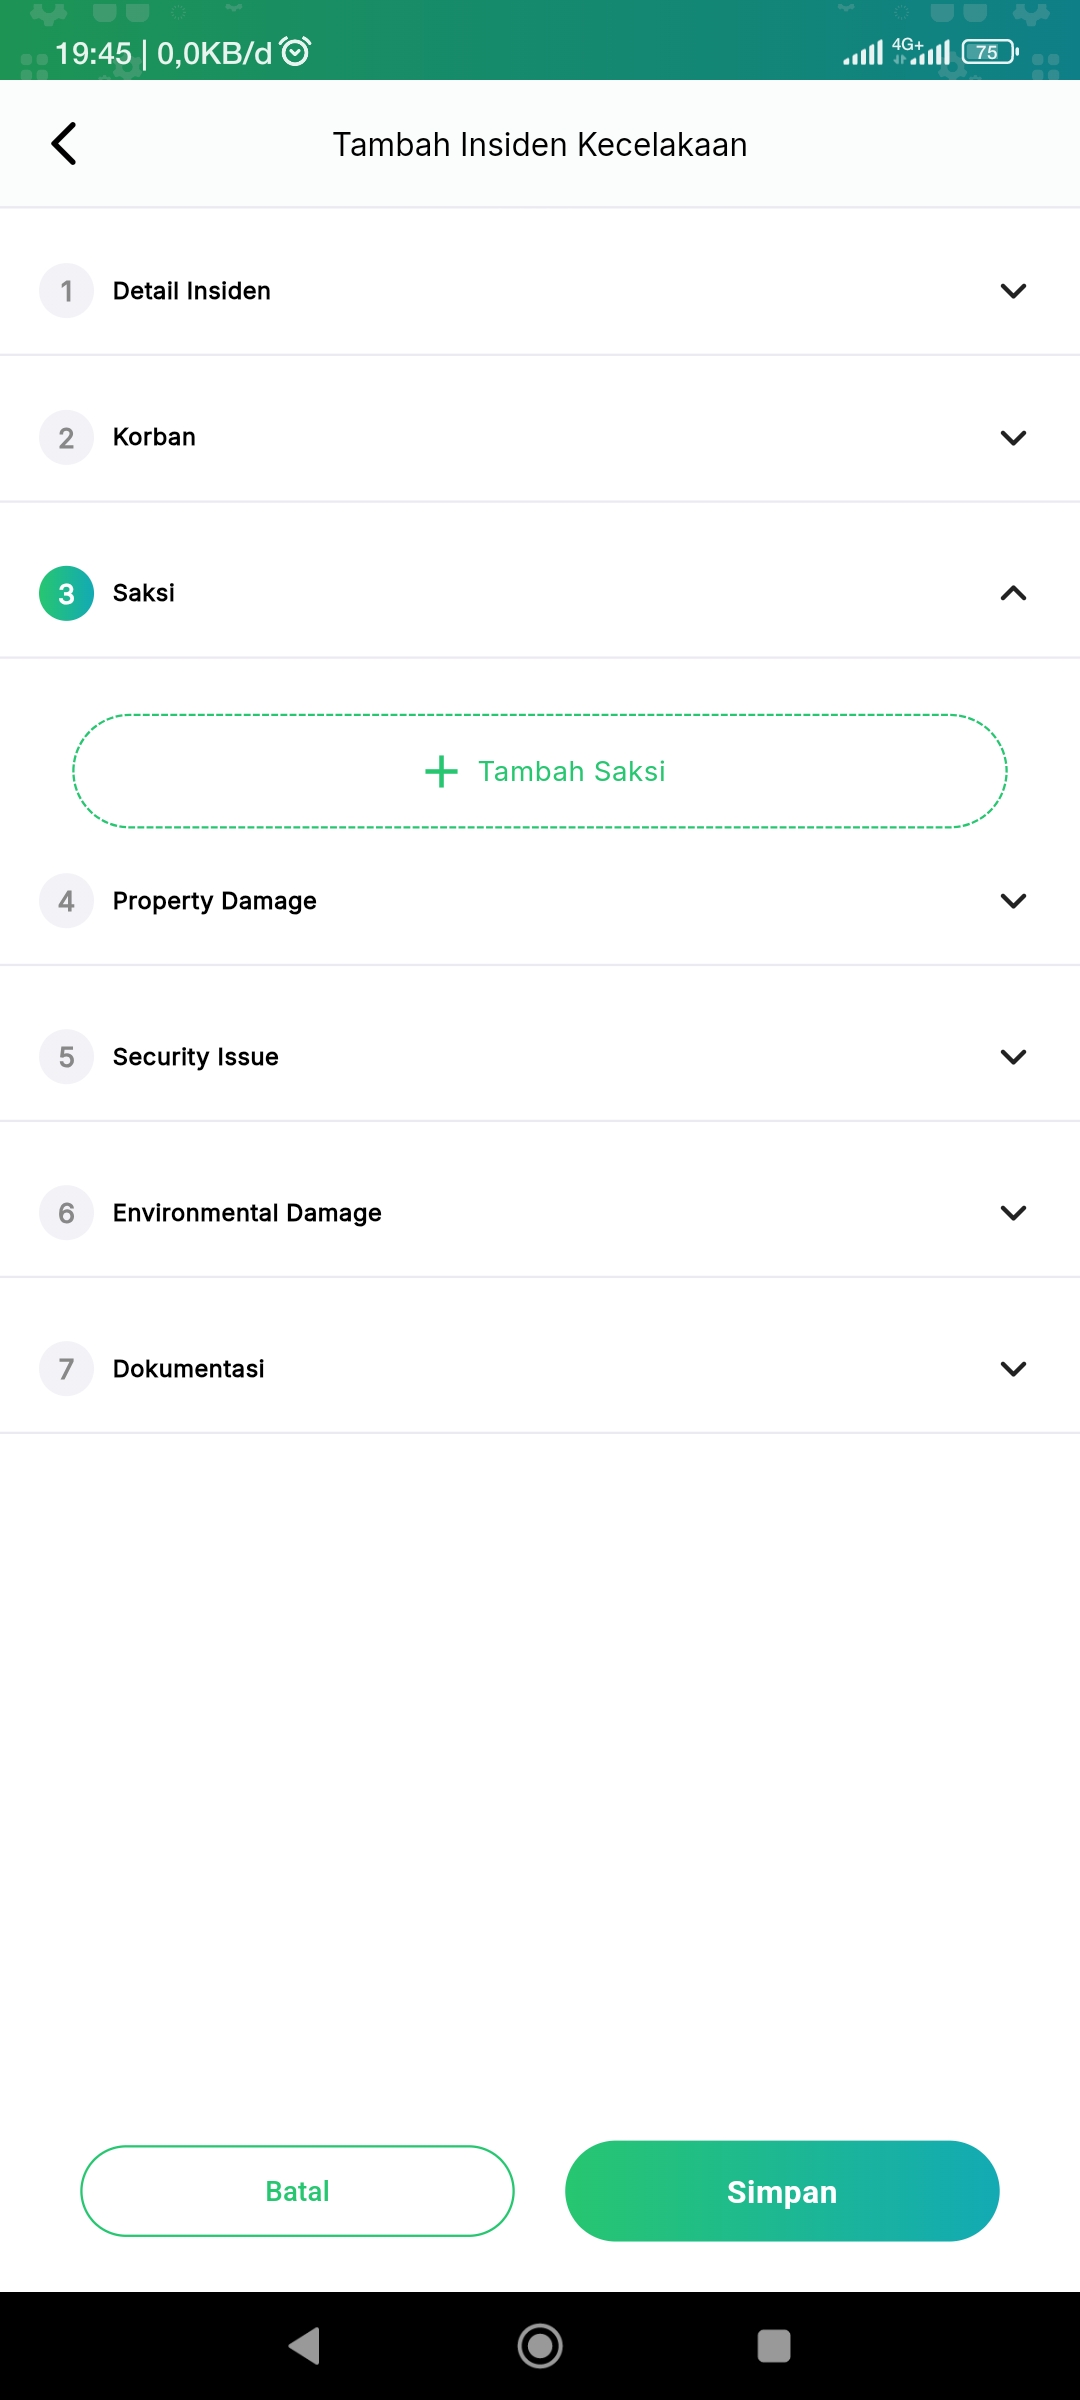 19:45 | 0,0KB/d
4G+
75
Tambah Insiden Kecelakaan
1 Detail Insiden
2 Korban
3 Saksi
+ Tambah Saksi
4 Property Damage
5 Security Issue
6 Environmental Damage
7 Dokumentasi
Batal
Simpan